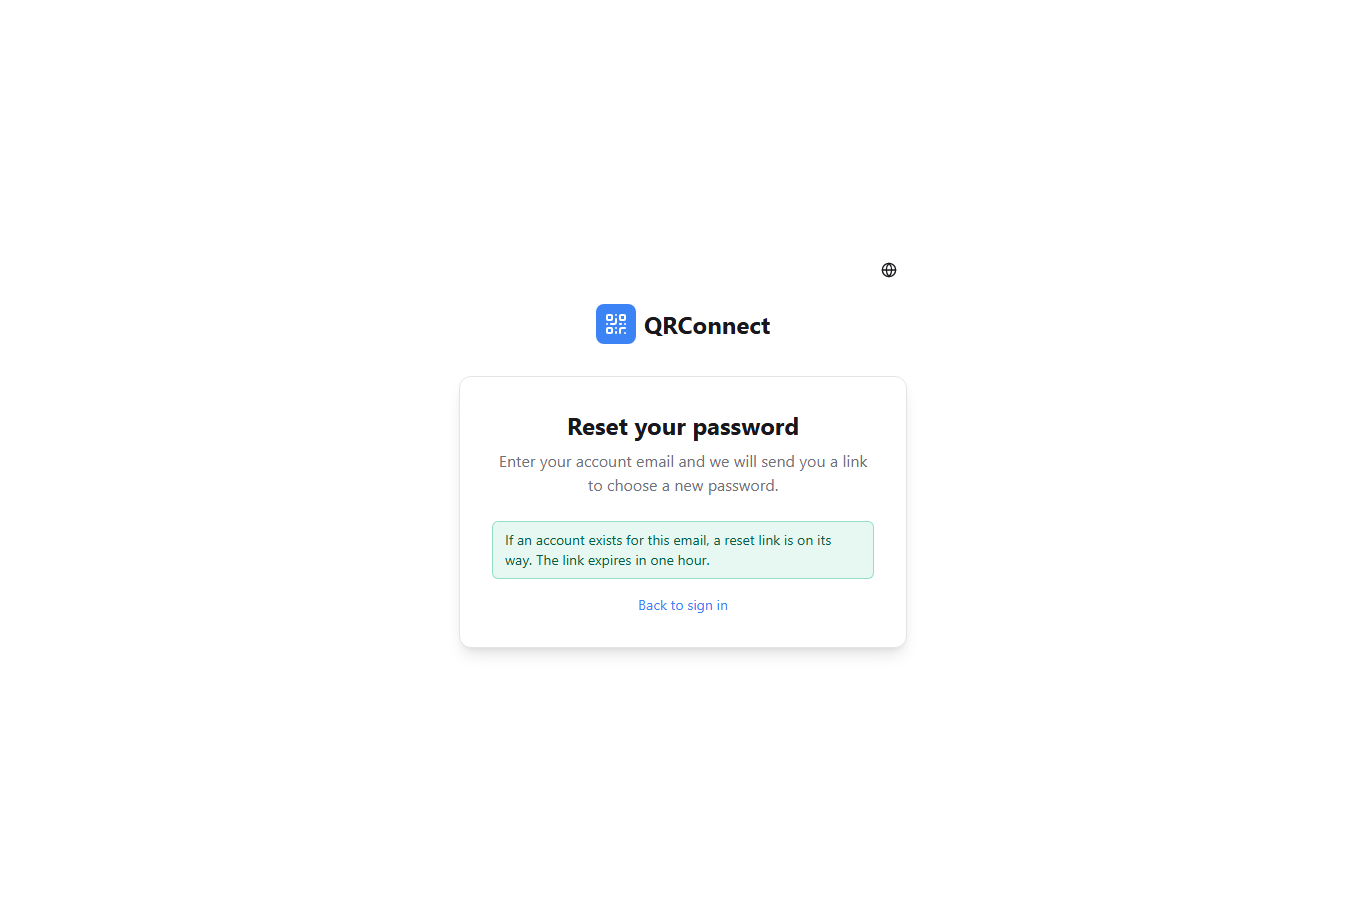 QRConnect
Reset your password
Enter your account email and we will send you a link
to choose a new password.
If an account exists for this email, a reset link is on its
way. The link expires in one hour.
Back to sign in